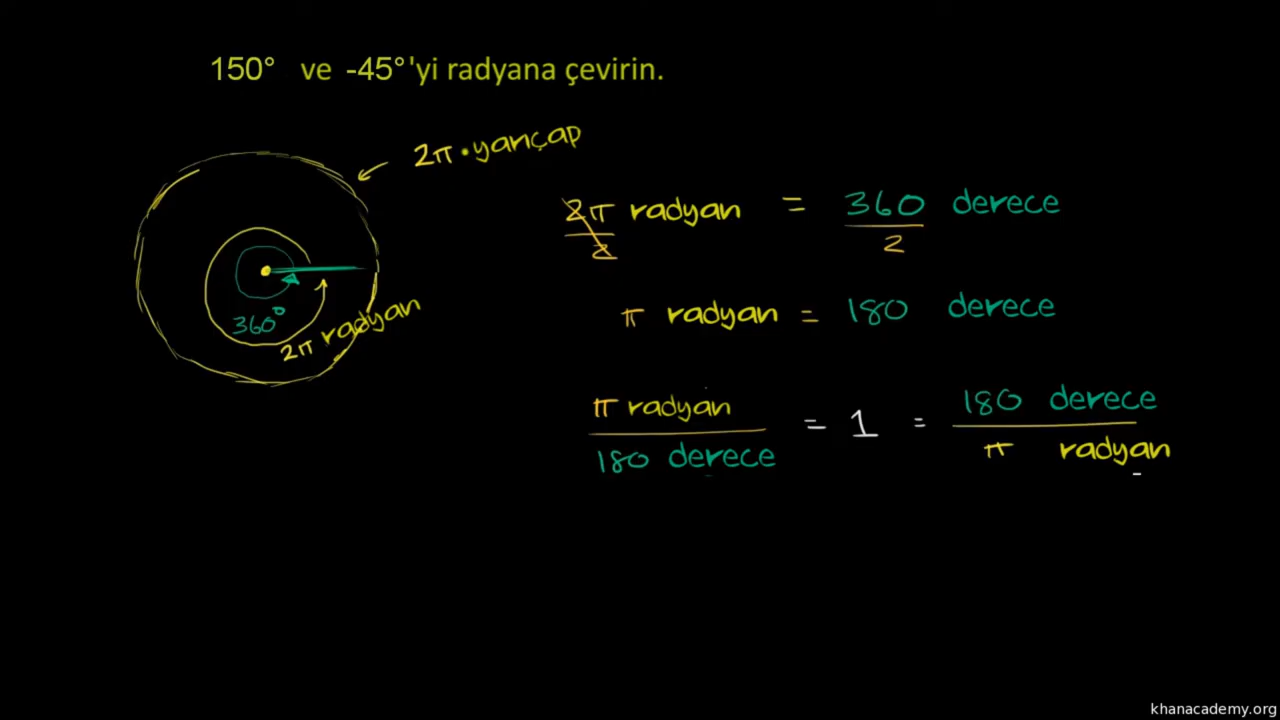 150° ve -45°'yi radyana çevirin.
2π • yarıçap
360°
2π radyan
2π radyan = 360 derece
2 2
π radyan = 180 derece
π radyan = 1 = 180 derece
180 derece π radyan
khanacademy.org